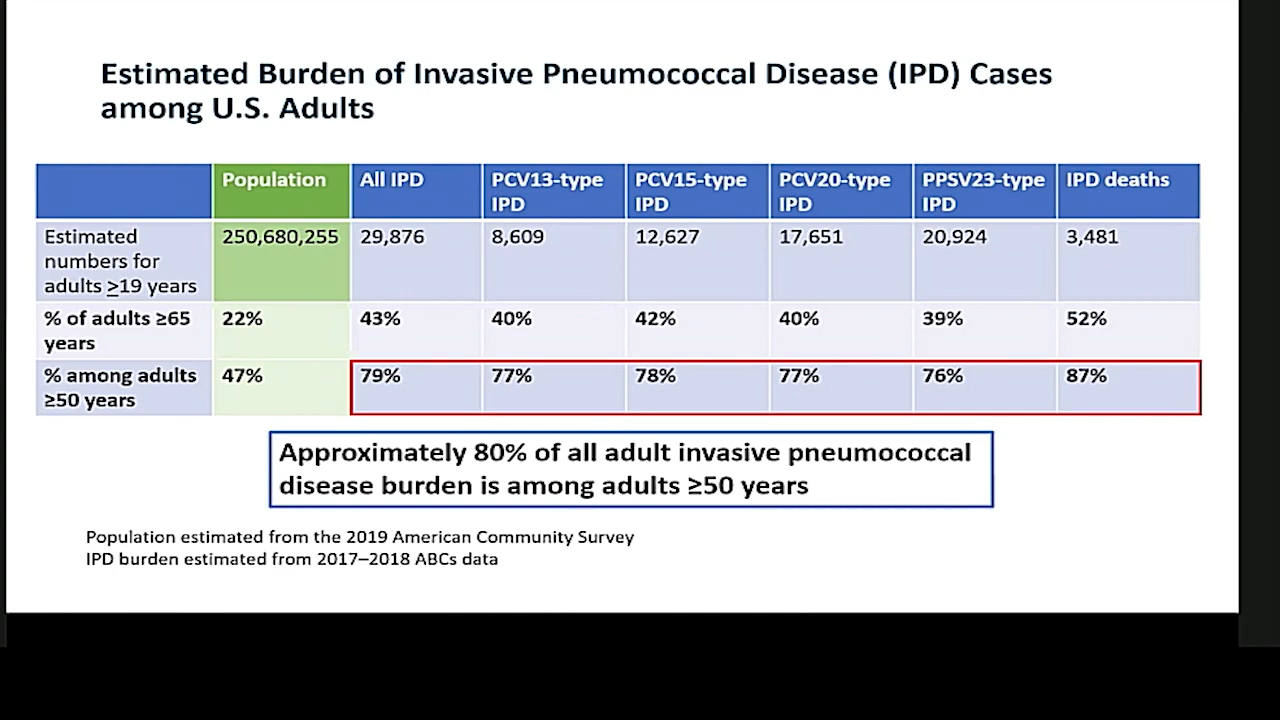 Estimated Burden of Invasive Pneumococcal Disease (IPD) Cases
among U.S. Adults
Population
All IPD
PCV13-type
IPD
PCV15-type
IPD
PCV20-type
IPD
PPSV23-type
IPD
IPD deaths
Estimated
numbers for
adults ≥19 years
250,680,255
29,876
8,609
12,627
17,651
20,924
3,481
% of adults ≥65
years
22%
43%
40%
42%
40%
39%
52%
% among adults
≥50 years
47%
79%
77%
78%
77%
76%
87%
Approximately 80% of all adult invasive pneumococcal
disease burden is among adults ≥50 years
Population estimated from the 2019 American Community Survey
IPD burden estimated from 2017–2018 ABCs data